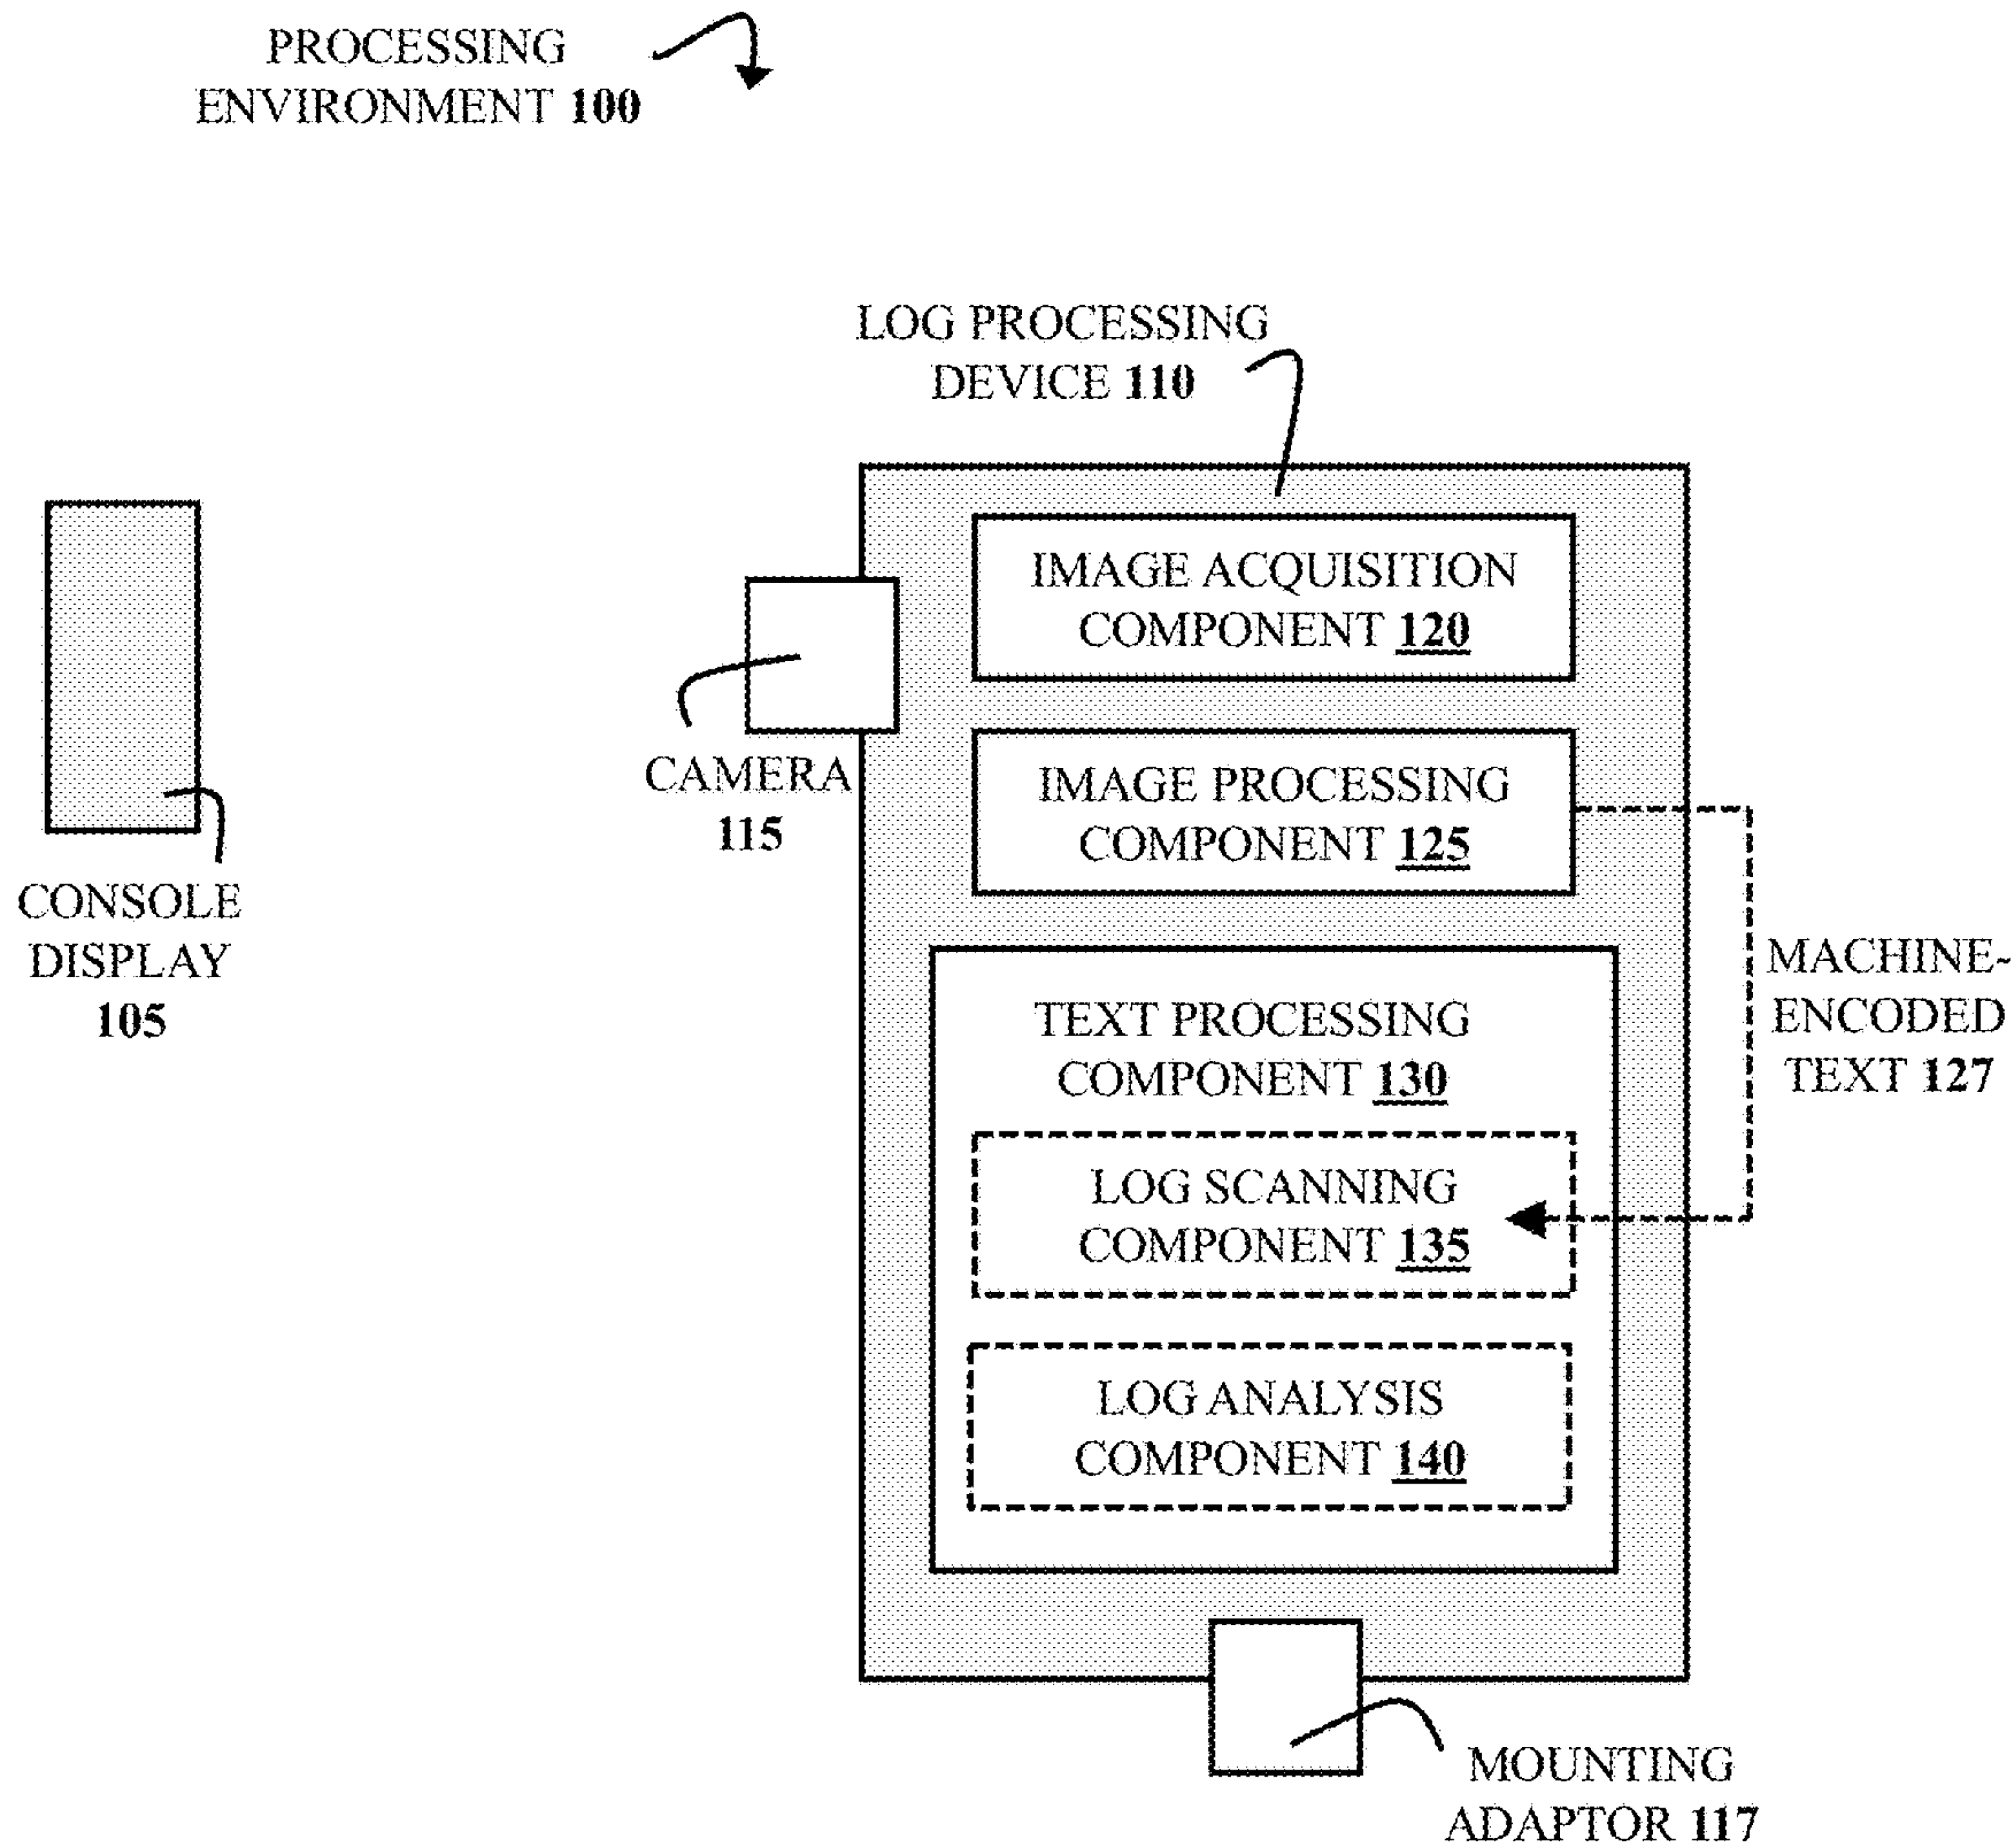 PROCESSING
ENVIRONMENT 100
LOG PROCESSING
DEVICE 110
IMAGE ACQUISITION
COMPONENT 120
CAMERA
115
IMAGE PROCESSING
COMPONENT 125
CONSOLE
DISPLAY
105
MACHINE-
ENCODED
TEXT 127
TEXT PROCESSING
COMPONENT 130
LOG SCANNING
COMPONENT 135
LOG ANALYSIS
COMPONENT 140
MOUNTING
ADAPTOR 117